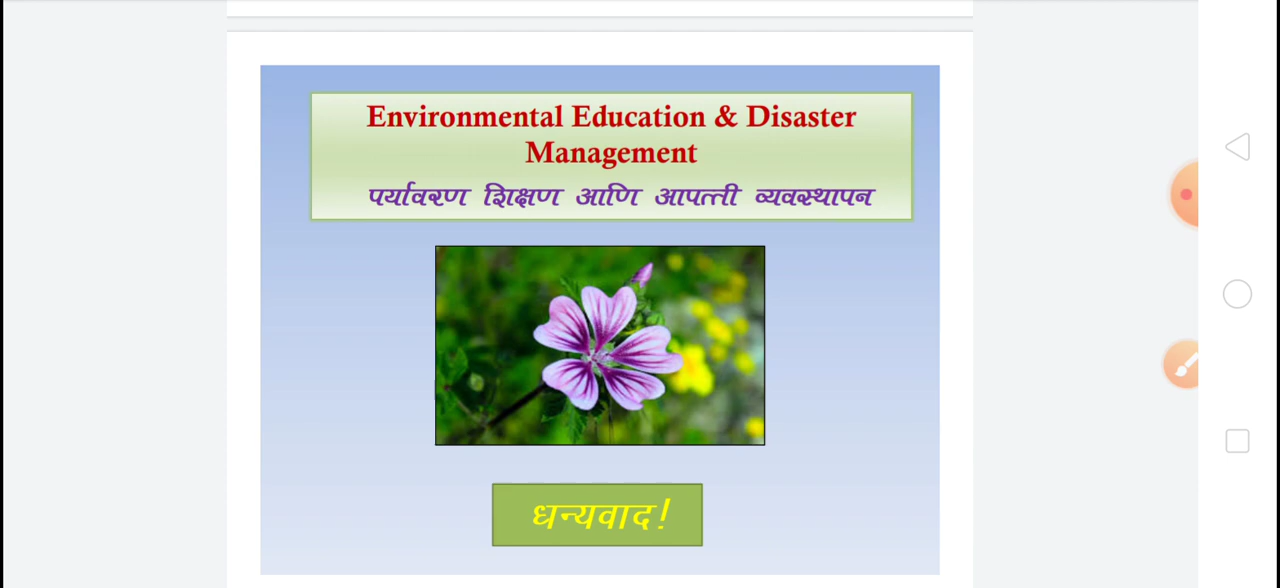 Environmental Education & Disaster
Management
पर्यावरण शिक्षण आणि आपत्ती व्यवस्थापन
धन्यवाद!